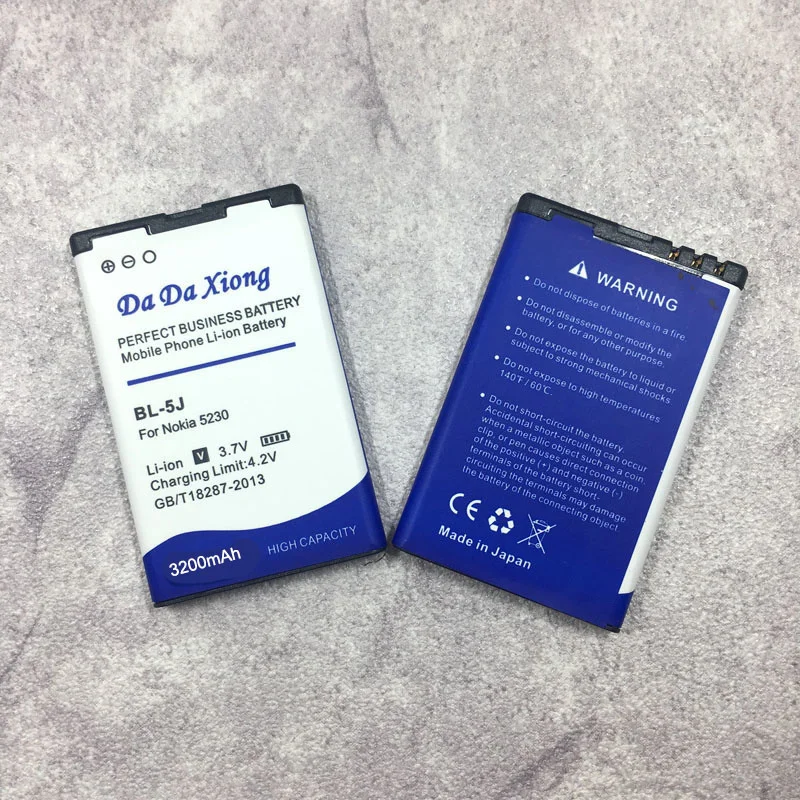 Da Da Xiong
PERFECT BUSINESS BATTERY
Mobile Phone Li-ion Battery
BL-5J
For Nokia 5230
Li-ion V 3.7V
Charging Limit:4.2V
GB/T18287-2013
3200mAh HIGH CAPACITY
WARNING
• Do not dispose of batteries in a fire
• Do not disassemble or modify the
battery, or for any other purpose.
• Do not expose the battery to liquid or
subject to strong mechanical shocks
• Do not expose to high temperatures
140℉/60℃.
• Do not short-circuit the battery.
Accidental short-circuiting can occur
when a metallic object such as a coin,
clip, or pen causes direct connection
of the positive (+) and negative (-)
terminals of the battery short-
circuiting the terminals may damage
the battery of the connecting object.
CE
Made in Japan